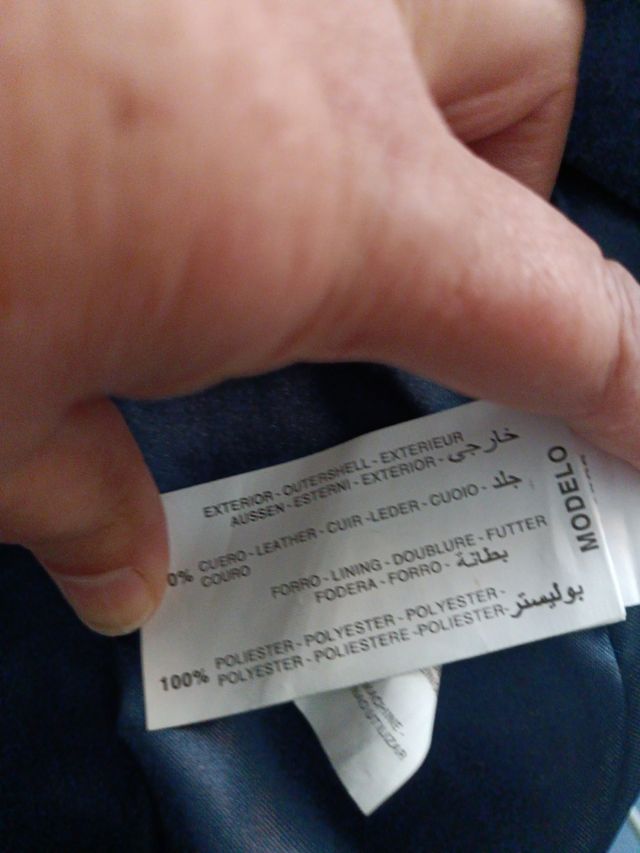 EXTERIOR - OUTERSHELL - EXTERIEUR
AUSSEN - ESTERNI - EXTERIOR - خارجى
0% CUERO - LEATHER - CUIR - LEDER - CUOIO - جلد
COURO
FORRO - LINING - DOUBLURE - FUTTER
FODERA - FORRO - بطانة
100% POLIESTER - POLYESTER - POLYESTER -
POLYESTER - POLIESTERE - POLIESTER - بوليستر
MODELO